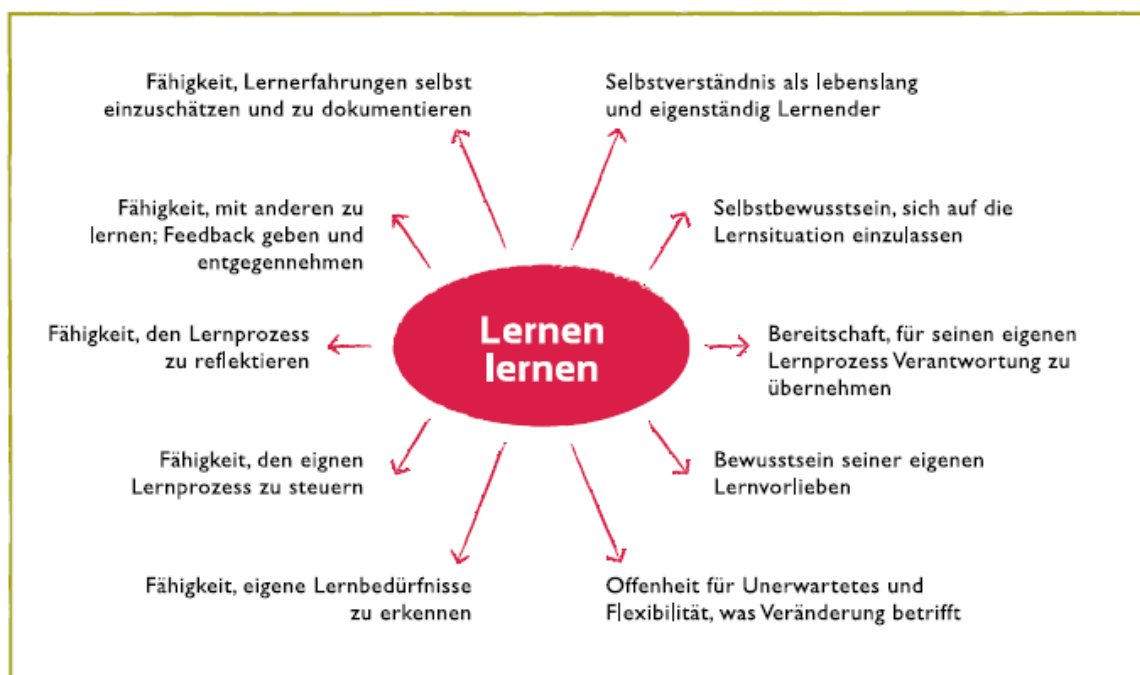 Fähigkeit, Lernerfahrungen selbst
einzuschätzen und zu dokumentieren
Selbstverständnis als lebenslang
und eigenständig Lernender
Fähigkeit, mit anderen zu
lernen; Feedback geben und
entgegennehmen
Selbstbewusstsein, sich auf die
Lernsituation einzulassen
Lernen
lernen
Fähigkeit, den Lernprozess
zu reflektieren
Bereitschaft, für seinen eigenen
Lernprozess Verantwortung zu
übernehmen
Fähigkeit, den eignen
Lernprozess zu steuern
Bewusstsein seiner eigenen
Lernvorlieben
Fähigkeit, eigene Lernbedürfnisse
zu erkennen
Offenheit für Unerwartetes und
Flexibilität, was Veränderung betrifft